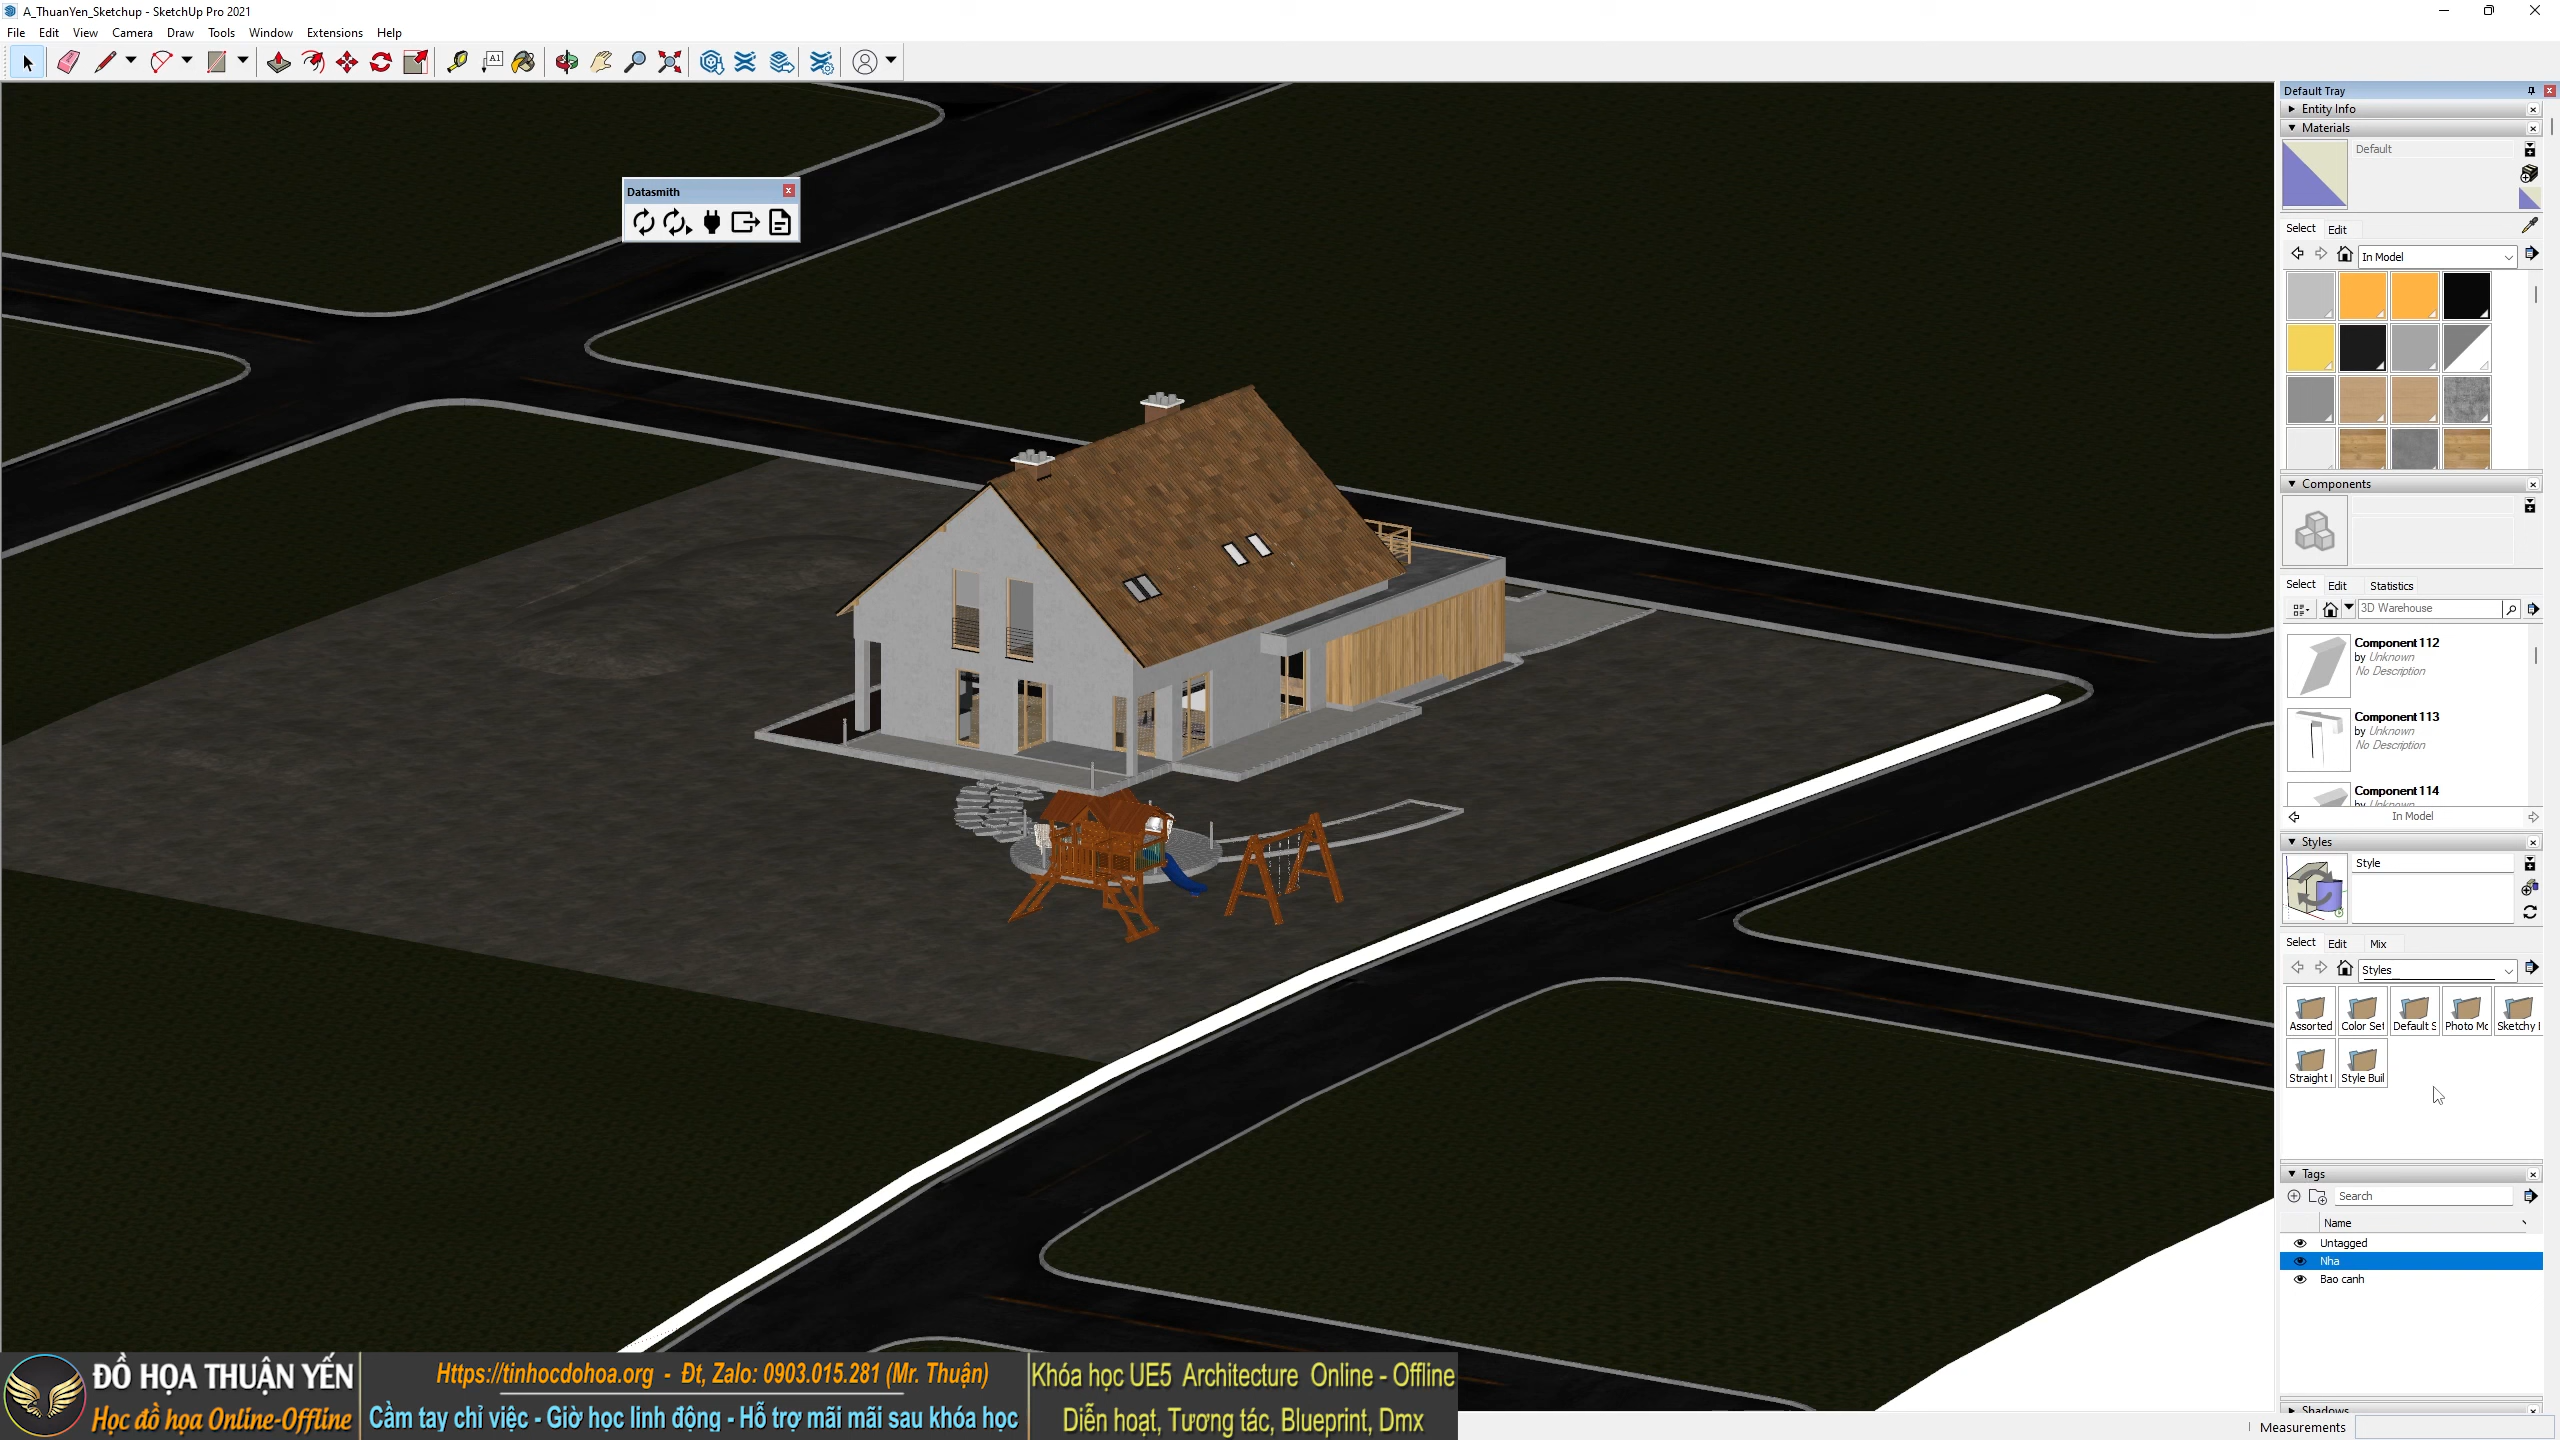 A_ThuanYen_Sketchup - SketchUp Pro 2021
File Edit View Camera Draw Tools Window Extensions Help
A1
Datasmith
Default Tray
Entity Info
Materials
Default
Select Edit
In Model
Components
Select Edit Statistics
3D Warehouse
Component 112
by Unknown
No Description
Component 113
by Unknown
No Description
Component 114
by Unknown
In Model
Styles
Style
Select Edit Mix
Styles
Assorted Color Set Default S Photo Mo Sketchy
Straight Style Buil
Tags
Search
Name
Untagged
Nha
Bao canh
Shadows
Measurements
ĐỒ HỌA THUẬN YẾN
Học đồ họa Online-Offline
Https://tinhocdohoa.org - Đt, Zalo: 0903.015.281 (Mr. Thuận)
Cầm tay chỉ việc - Giờ học linh động - Hỗ trợ mãi mãi sau khóa học
Khóa học UE5 Architecture Online - Offline
Diễn hoạt, Tương tác, Blueprint, Dmx